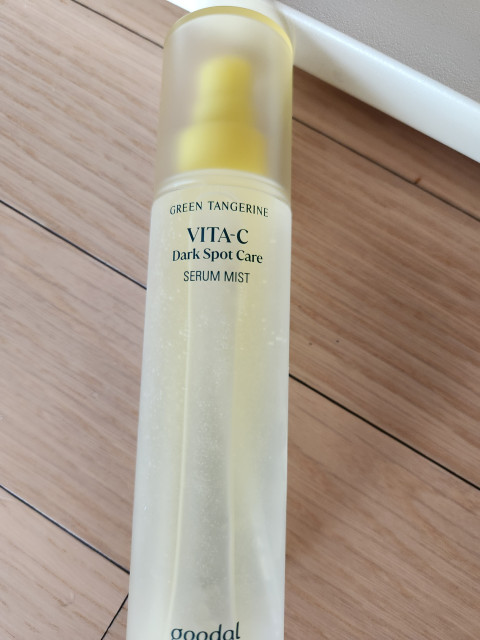 GREEN TANGERINE
VITA-C
Dark Spot Care
SERUM MIST
goodal